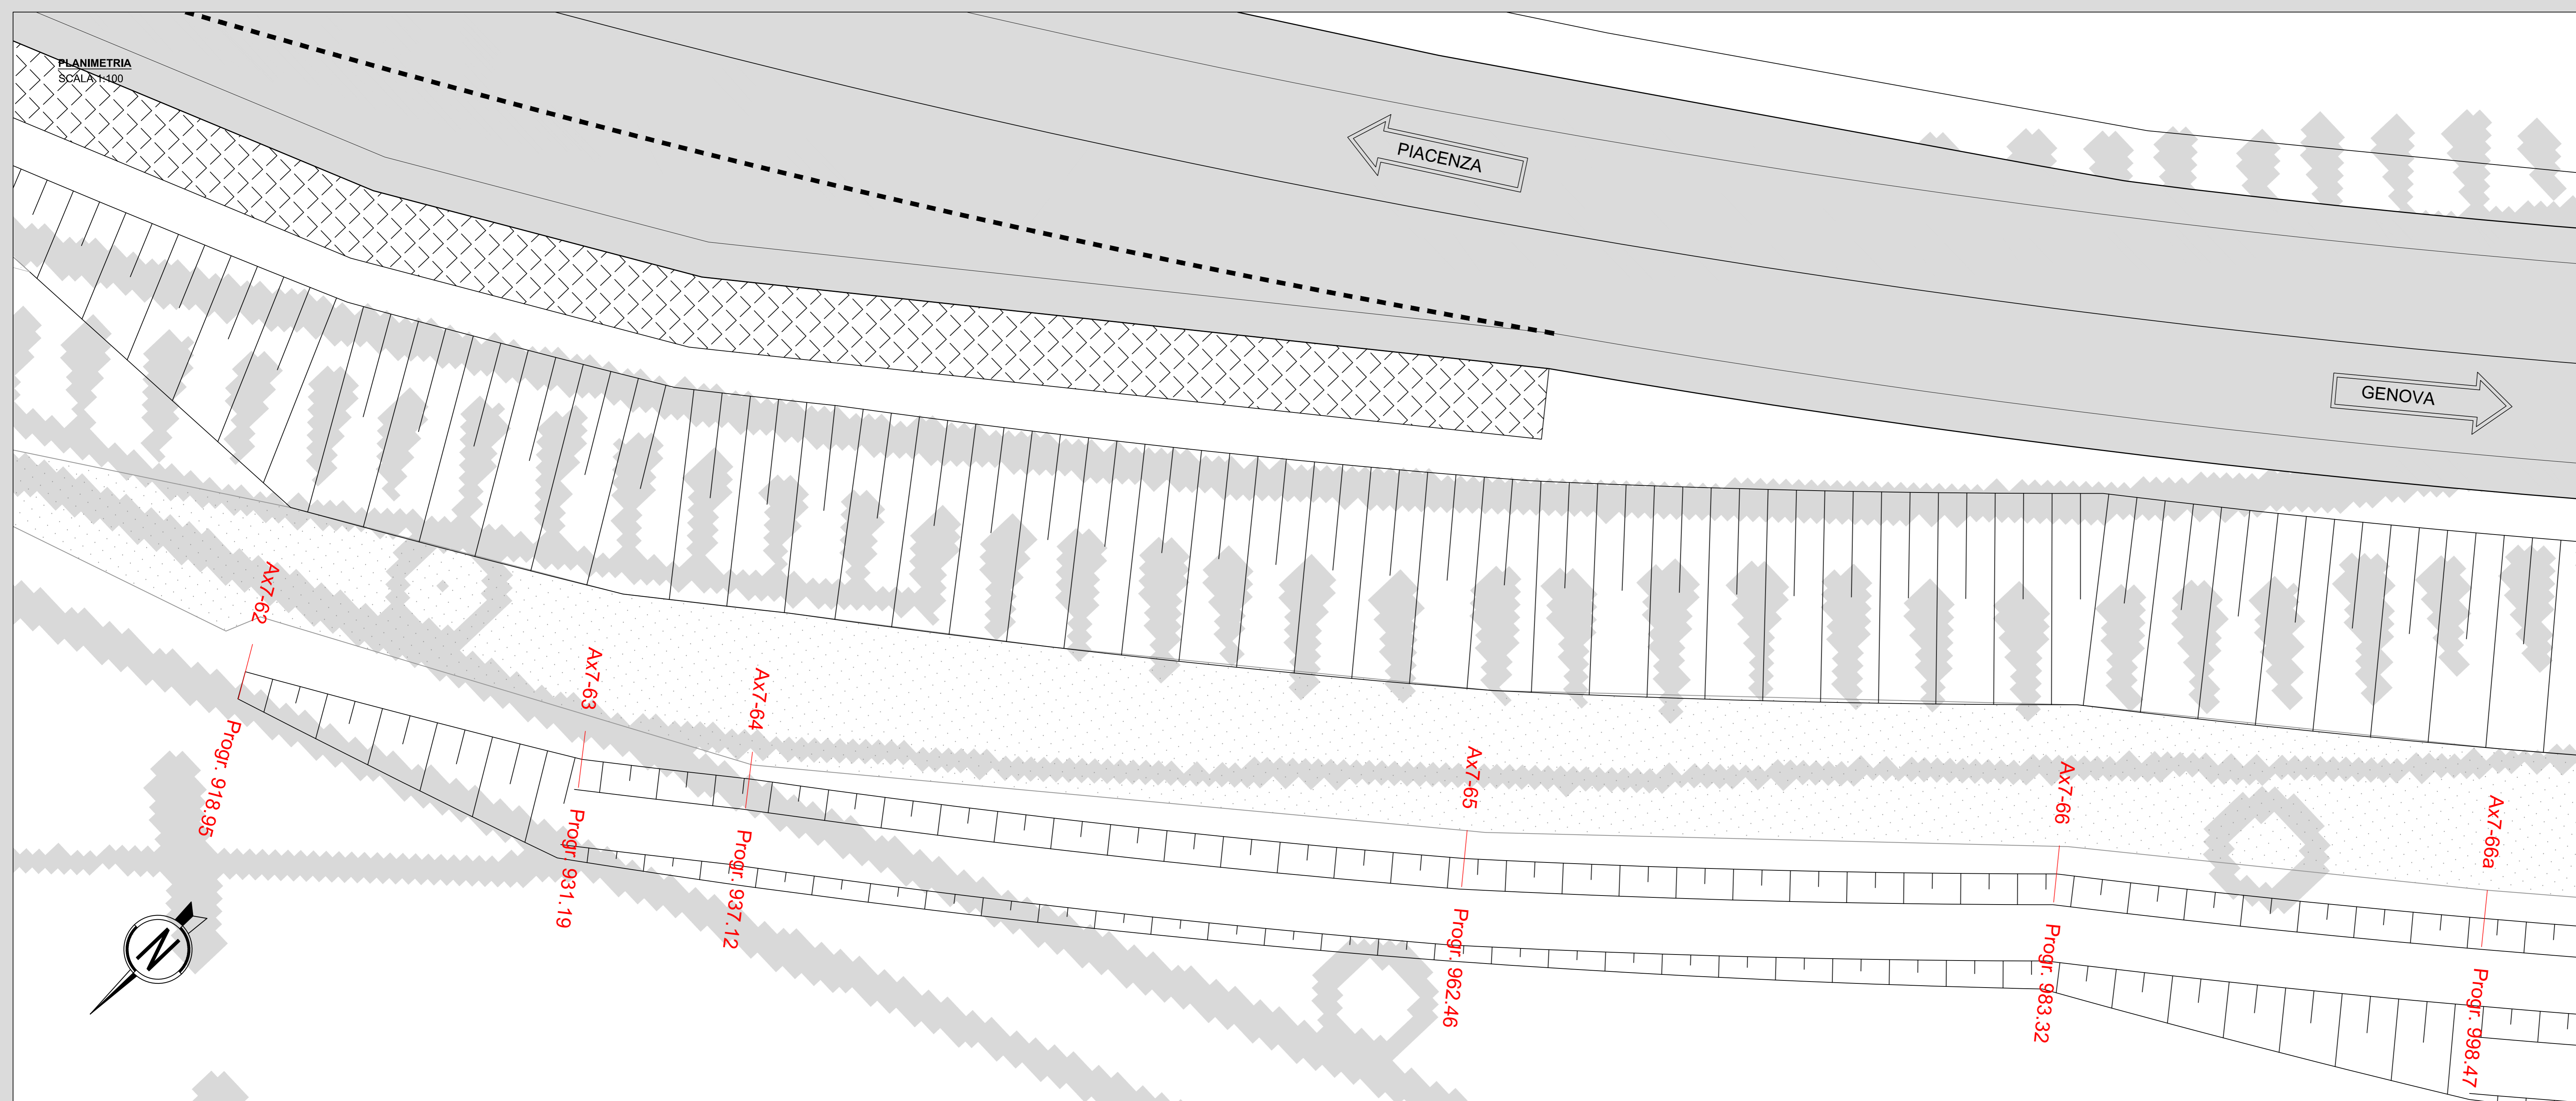 PLANIMETRIA
SCALA 1:100
PIACENZA
GENOVA
Ax7-62
Ax7-63
Ax7-64
Ax7-65
Ax7-66
Ax7-66a
Progr. 918.95
Progr. 931.19
Progr. 937.12
Progr. 962.46
Progr. 983.32
Progr. 998.47
N